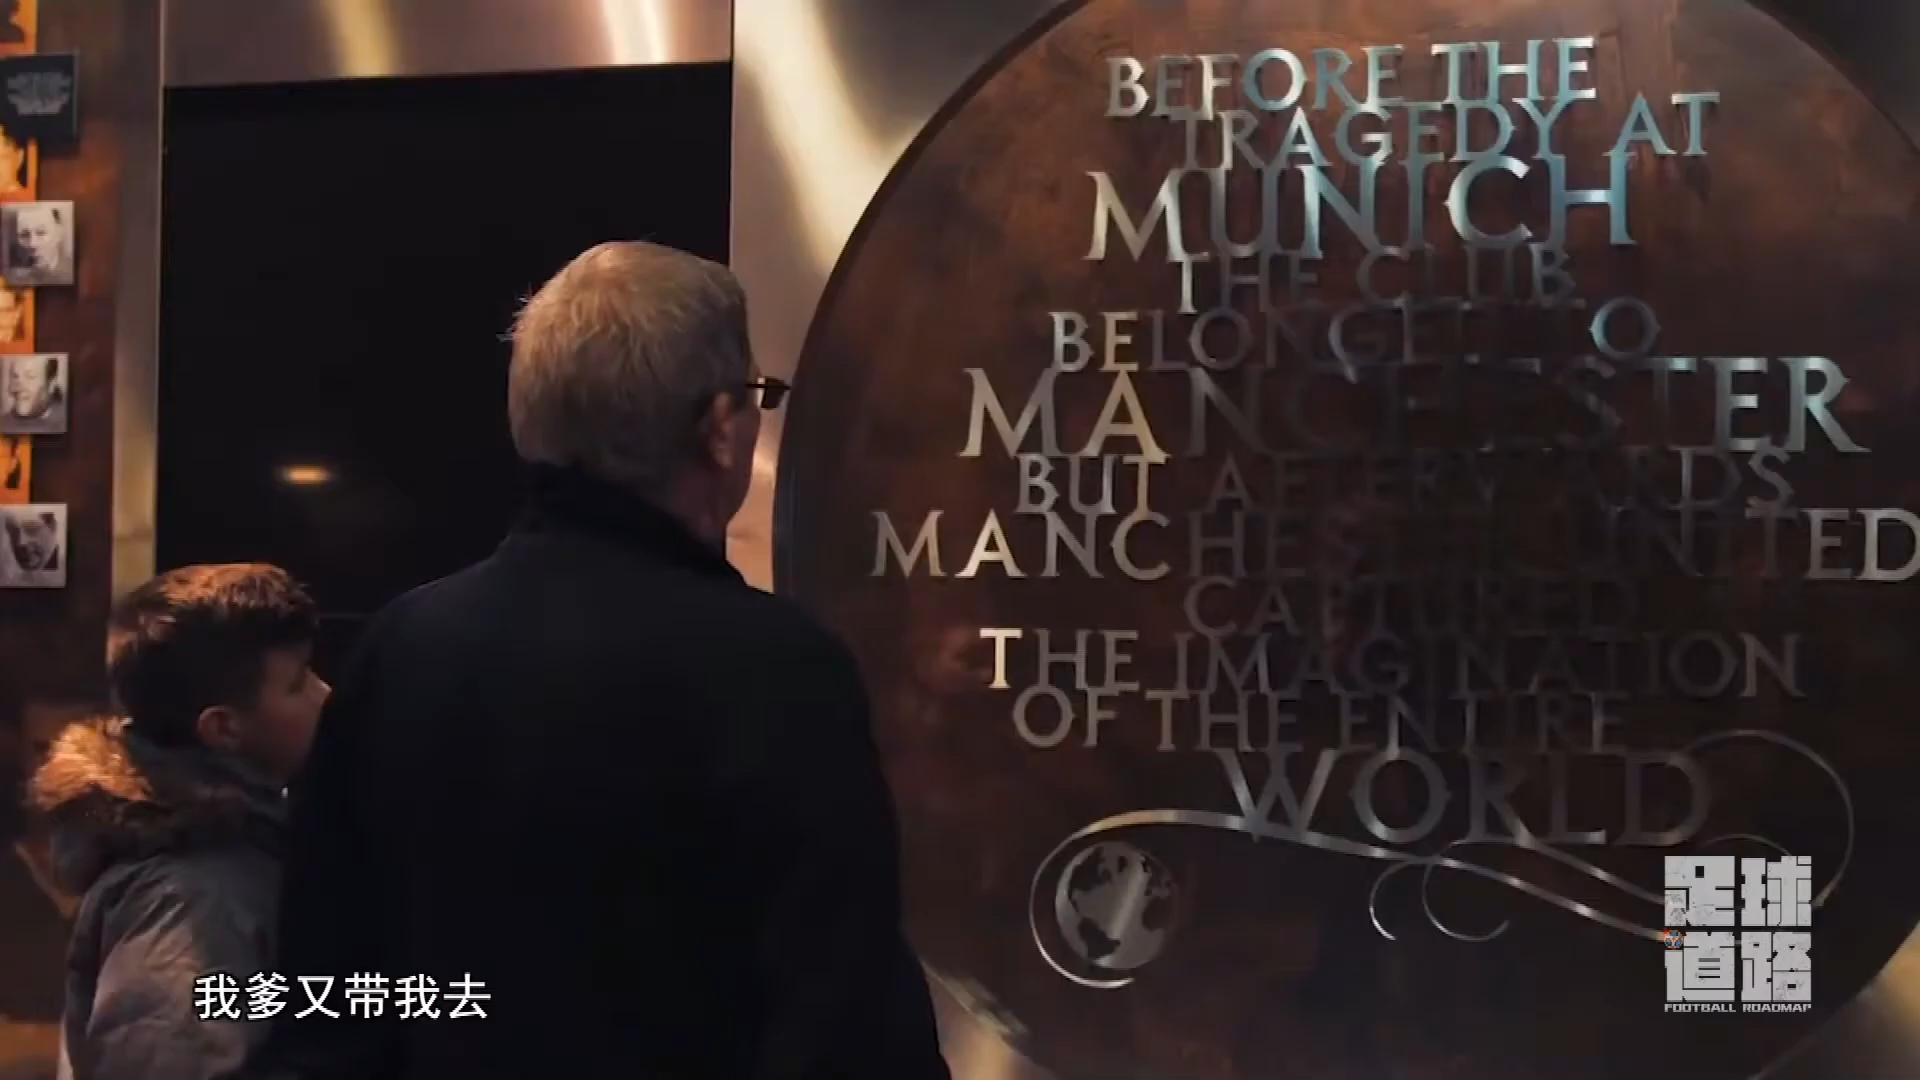 BEFORE THE
TRAGEDY AT
MUNICH
THE CLUB
BELONGED TO
MANCHESTER
BUT AFTERWARDS
MANCHESTER UNITED
CAPTURED
THE IMAGINATION
OF THE ENTIRE
WORLD
足球
道路
FOOTBALL ROADMAP
我爹又带我去